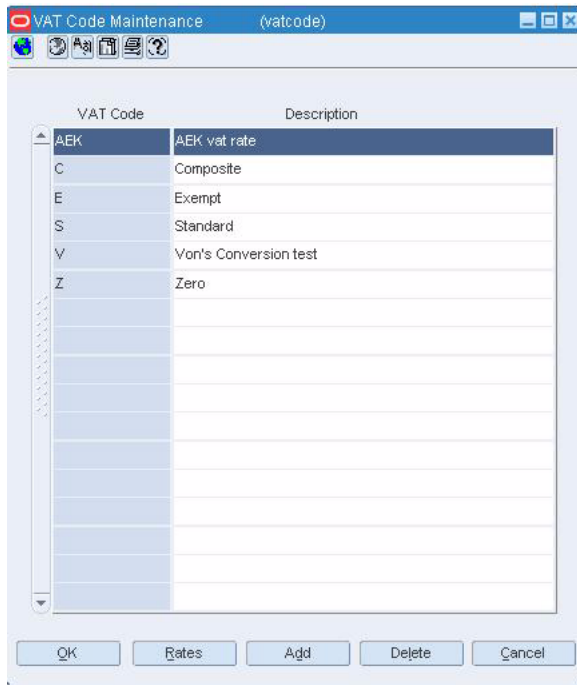 VAT Code Maintenance (vatcode)
VAT Code Description
AEK AEK vat rate
C Composite
E Exempt
S Standard
V Von's Conversion test
Z Zero
OK Rates Add Delete Cancel